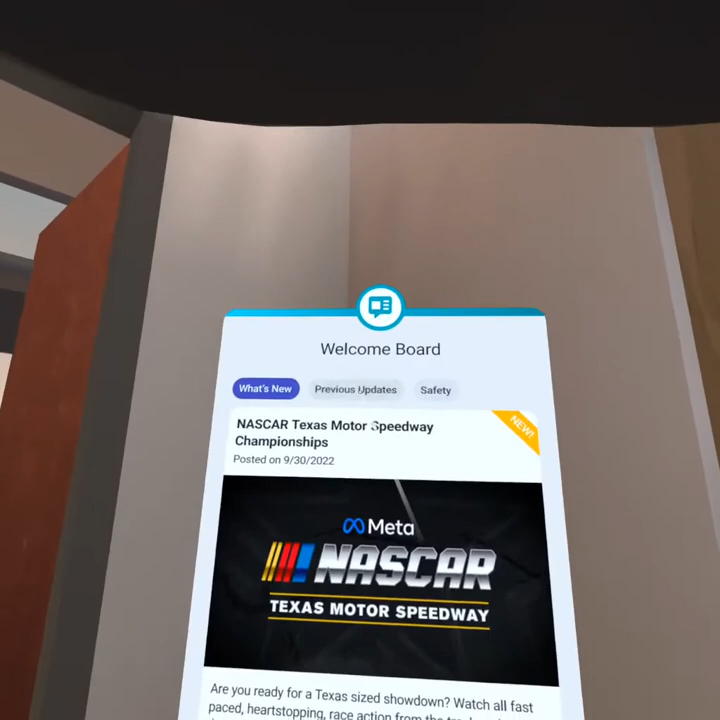 Welcome Board
What's New
Previous Updates
Safety
NASCAR Texas Motor Speedway
Championships
NEW!
Posted on 9/30/2022
Meta
NASCAR
TEXAS MOTOR SPEEDWAY
Are you ready for a Texas sized showdown? Watch all fast
paced, heartstopping, race action from the